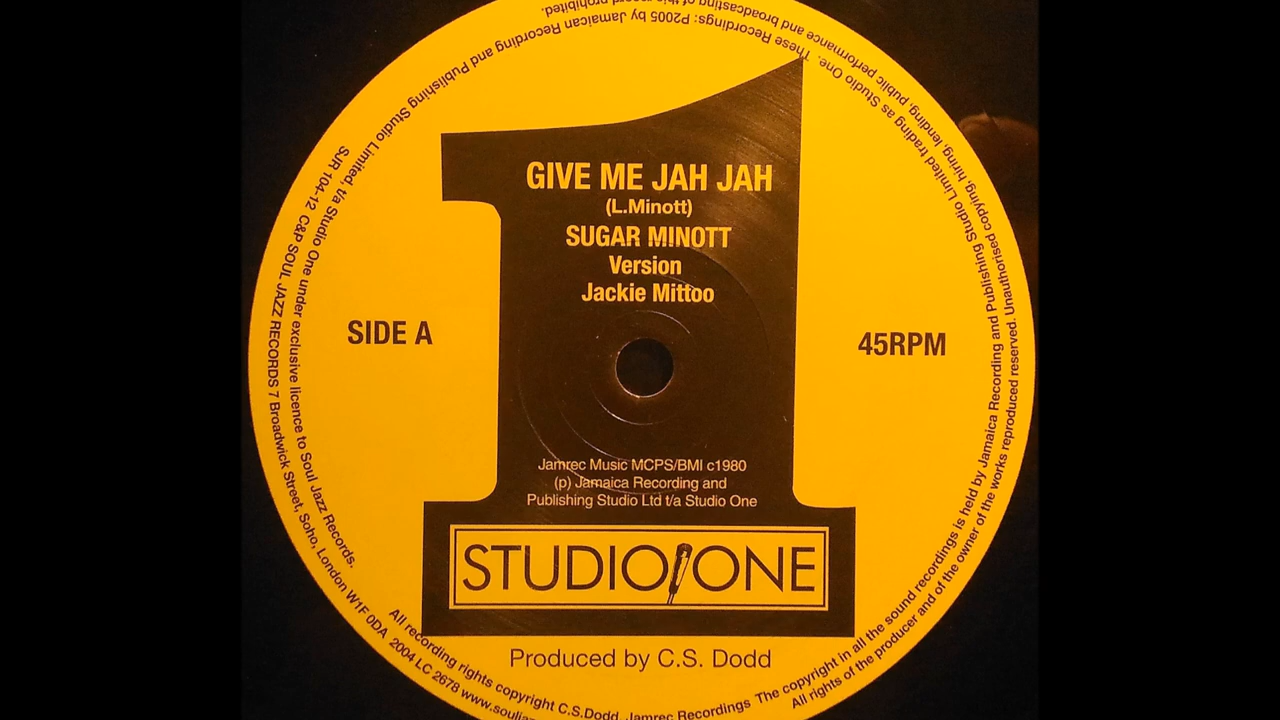 GIVE ME JAH JAH
(L.Minott)
SUGAR MINOTT
Version
Jackie Mittoo
SIDE A
45RPM
Jamrec Music MCPS/BMI c1980
(p) Jamaica Recording and
Publishing Studio Ltd t/a Studio One
STUDIO ONE
Produced by C.S. Dodd
SJR 104-12 C&P SOUL JAZZ RECORDS 7 Broadwick Street, Soho, London W1F 0DA 2004 LC 2678 www.souljaz
Recordings: P2005 by Jamaican Recording and Publishing Studio Limited, t/a Studio One under exclusive licence to Soul Jazz Records.
All recording rights copyright C.S.Dodd, Jamrec Recordings The copyright in all the sound recordings is held by Jamaica Recording and Publishing Studio Limited trading as Studio One. These
All rights of the producer and of the owner of the works reproduced reserved. Unauthorised copying, hiring, lending, public performance and broadcasting of this record prohibited.